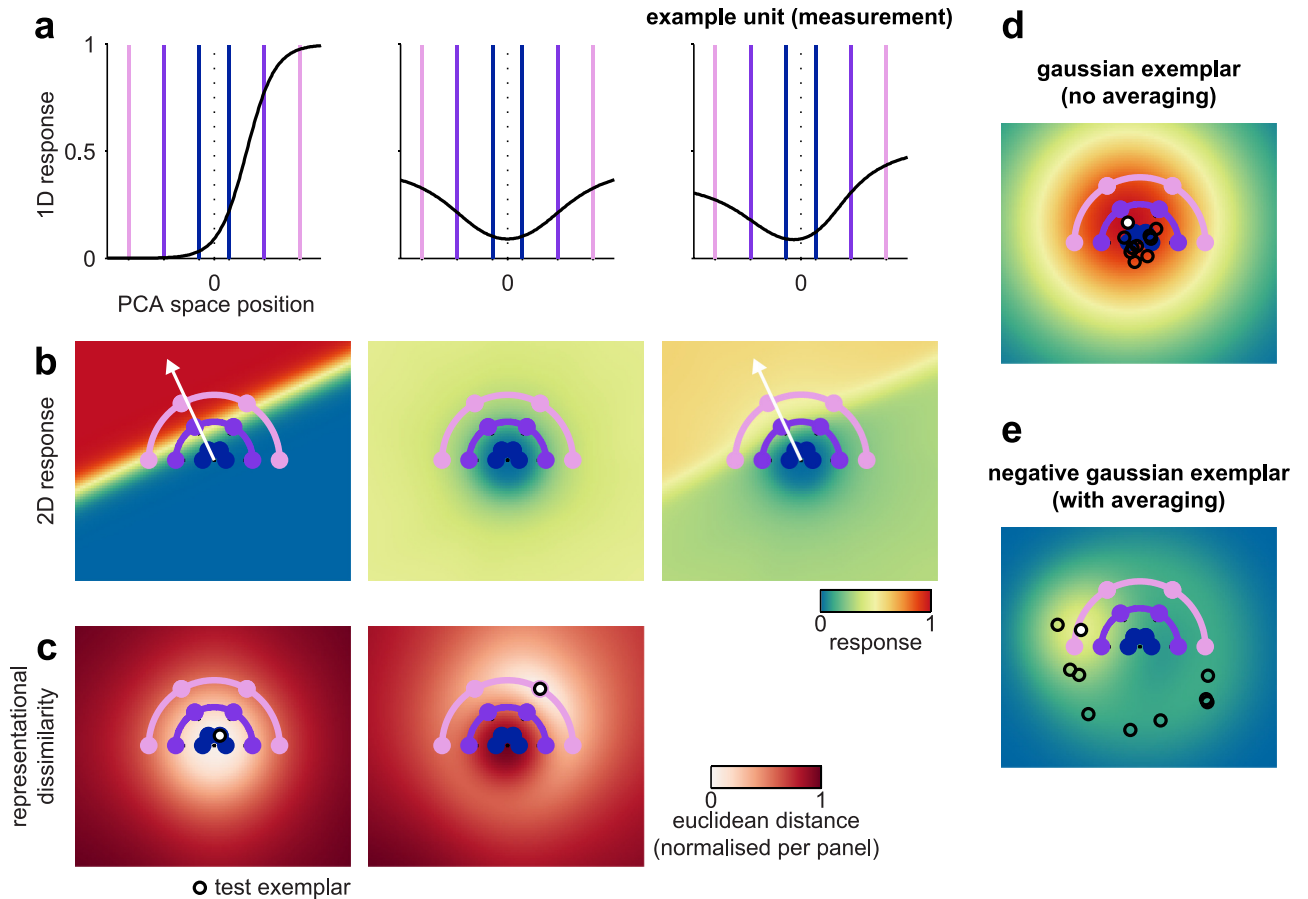 a
example unit (measurement)
1
0.5
0
1D response
0
0
0
PCA space position
b
2D response
0
1
response
c
representational
dissimilarity
0
1
euclidean distance
(normalised per panel)
test exemplar
d
gaussian exemplar
(no averaging)
e
negative gaussian exemplar
(with averaging)